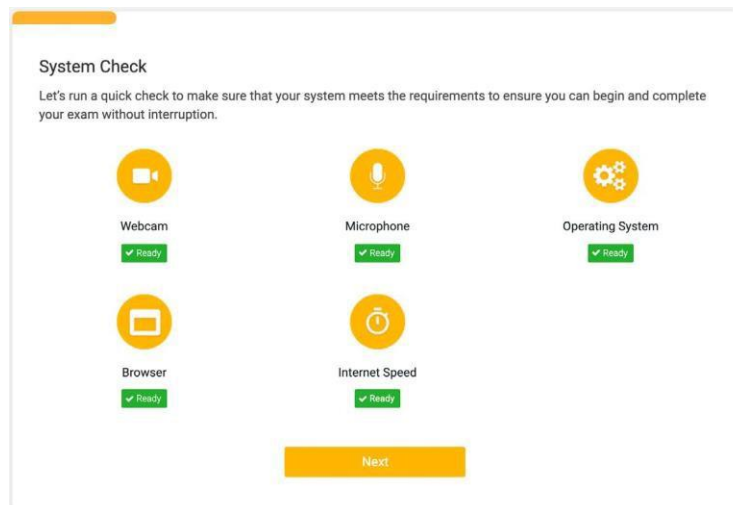 System Check
Let's run a quick check to make sure that your system meets the requirements to ensure you can begin and complete
your exam without interruption.
Webcam
Microphone
Operating System
Ready
Ready
Ready
Browser
Internet Speed
Ready
Ready
Next